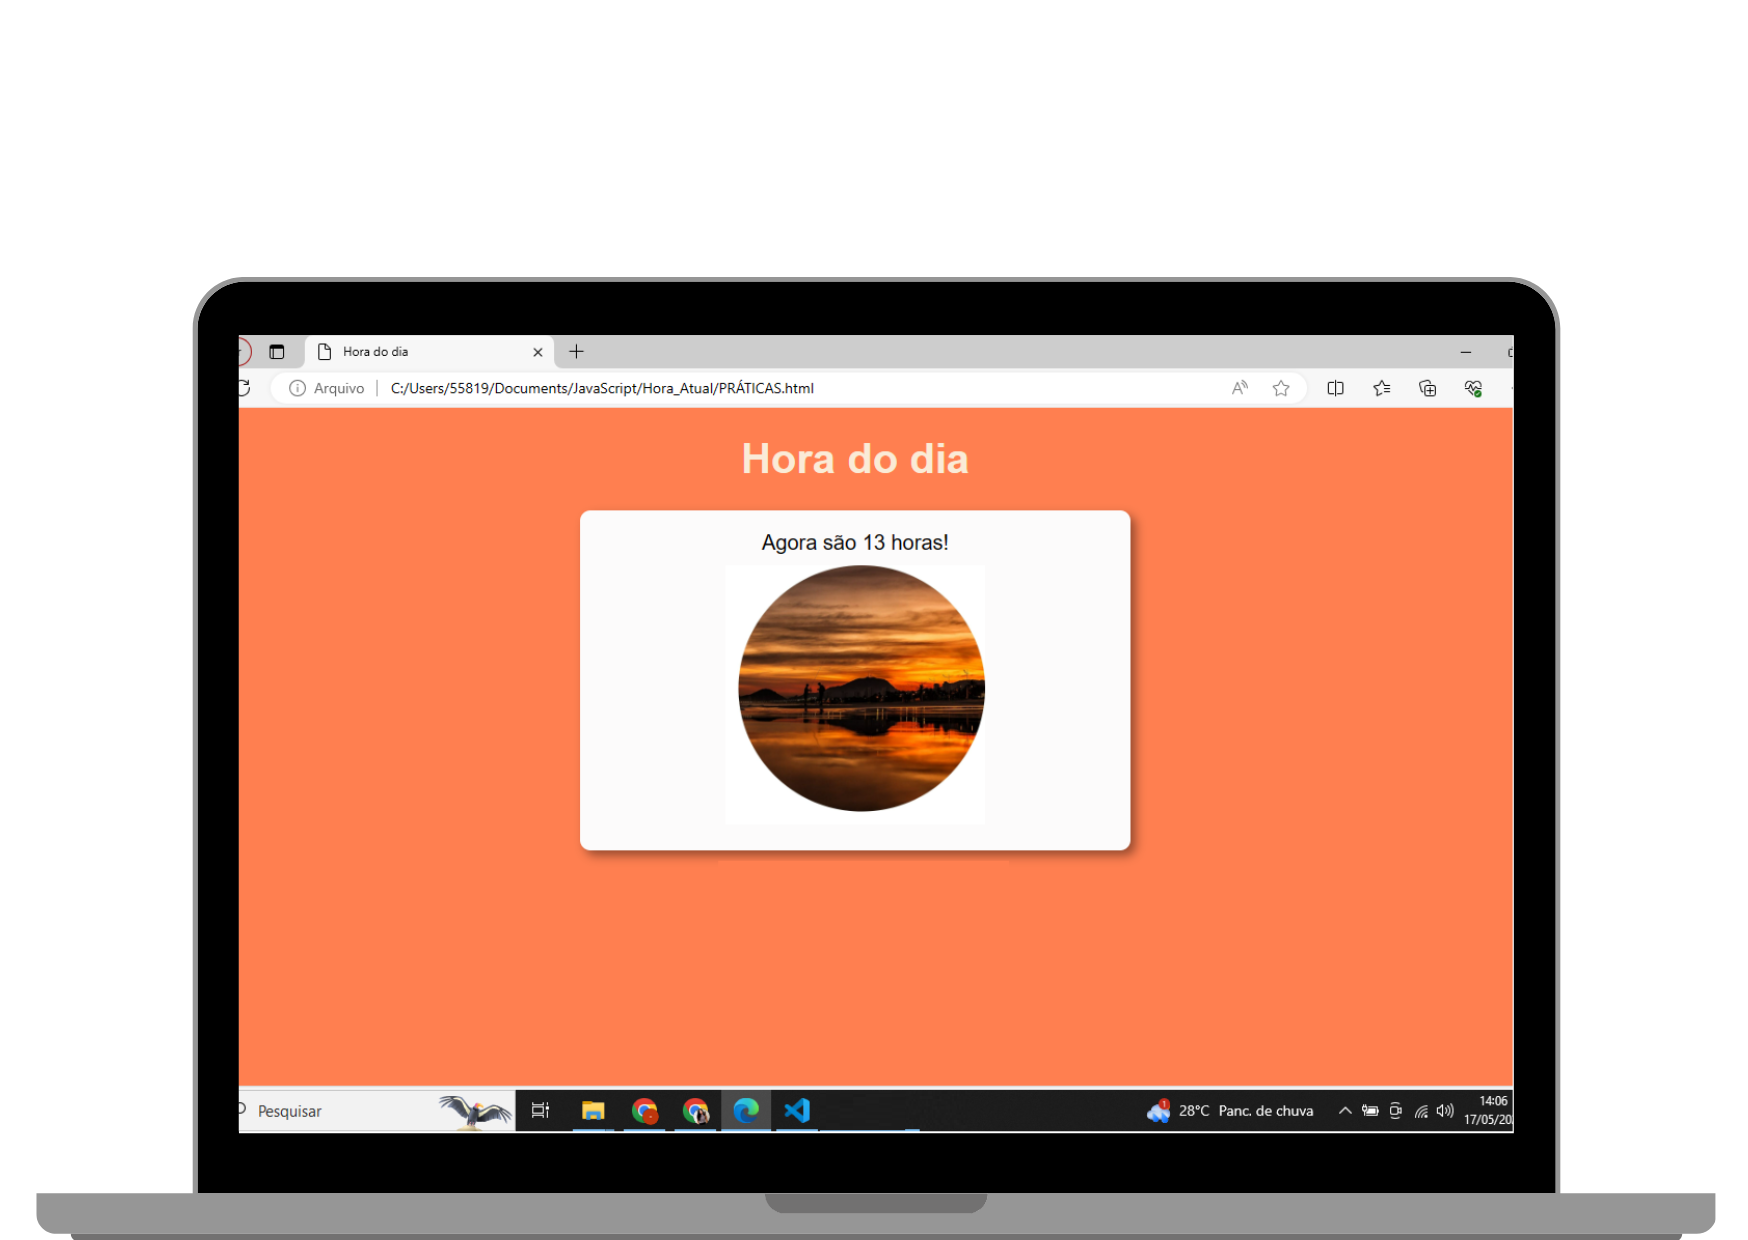 Hora do dia
Arquivo
C:/Users/55819/Documents/JavaScript/Hora_Atual/PRÁTICAS.html
Hora do dia
Agora são 13 horas!
Pesquisar
28°C Panc. de chuva
14:06
17/05/20